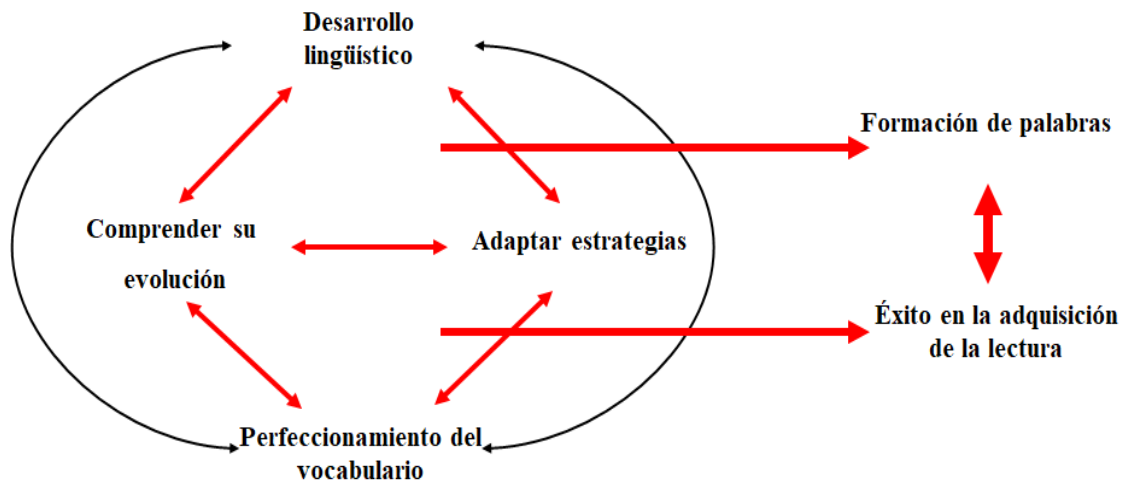 Desarrollo
lingüístico
Formación de palabras
Comprender su
evolución
Adaptar estrategias
Éxito en la adquisición
de la lectura
Perfeccionamiento del
vocabulario